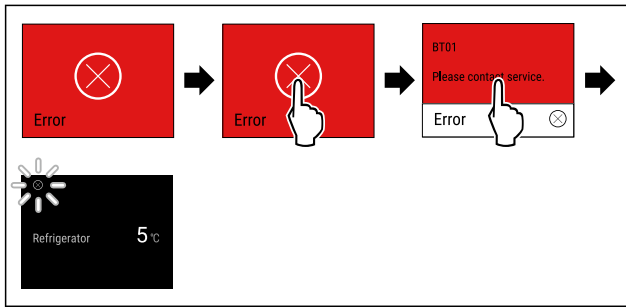 Error
Error
BT01
Please contact service.
Error
Refrigerator 5 °C